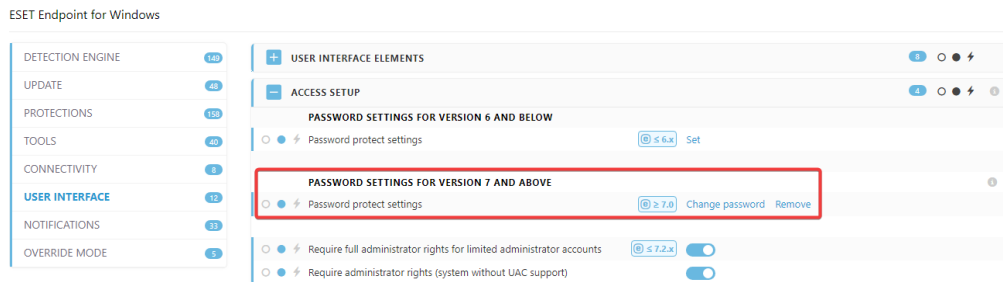 ESET Endpoint for Windows
DETECTION ENGINE 149
UPDATE 48
PROTECTIONS 158
TOOLS 40
CONNECTIVITY 8
USER INTERFACE 12
NOTIFICATIONS 33
OVERRIDE MODE 5
USER INTERFACE ELEMENTS 8
ACCESS SETUP 4
PASSWORD SETTINGS FOR VERSION 6 AND BELOW
Password protect settings ≤ 6.x Set
PASSWORD SETTINGS FOR VERSION 7 AND ABOVE
Password protect settings ≥ 7.0 Change password Remove
Require full administrator rights for limited administrator accounts ≤ 7.2.x
Require administrator rights (system without UAC support)